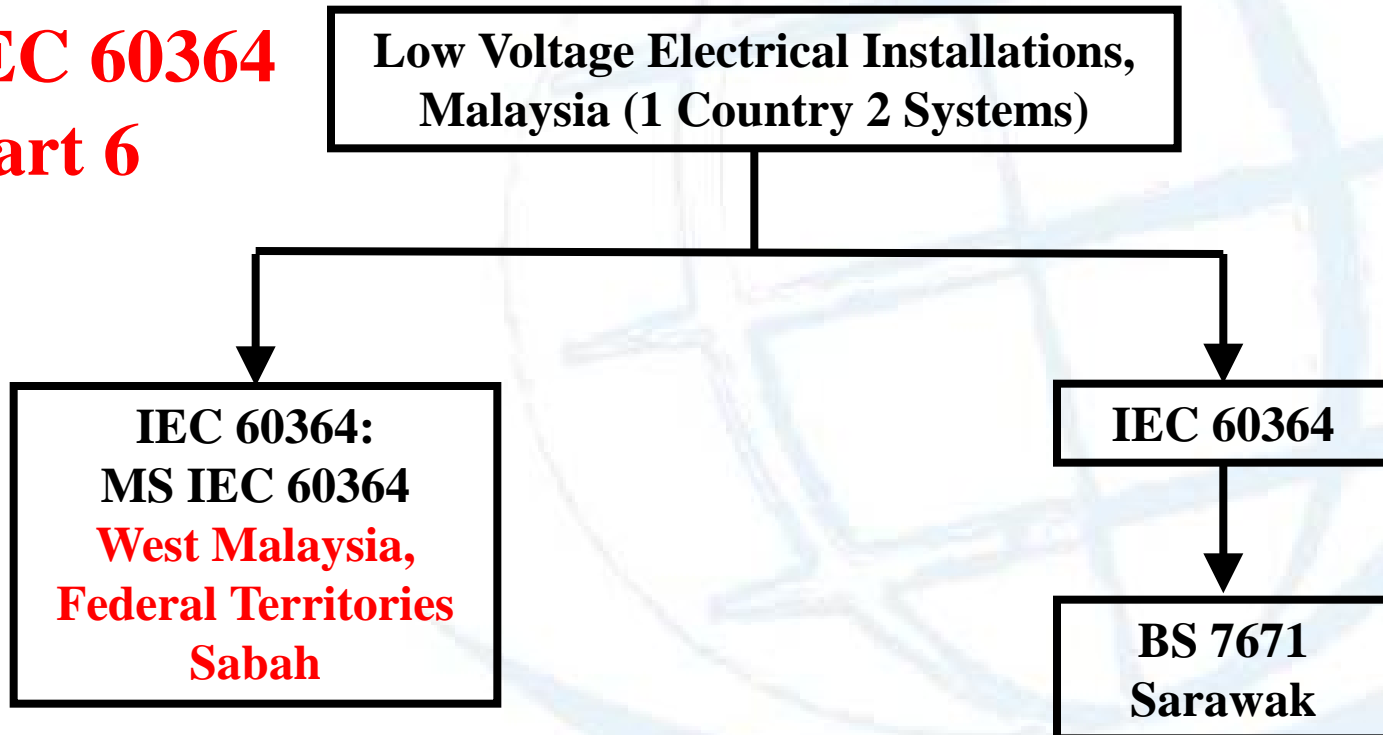 EC 60364
art 6
Low Voltage Electrical Installations,
Malaysia (1 Country 2 Systems)
IEC 60364:
MS IEC 60364
West Malaysia,
Federal Territories
Sabah
IEC 60364
BS 7671
Sarawak